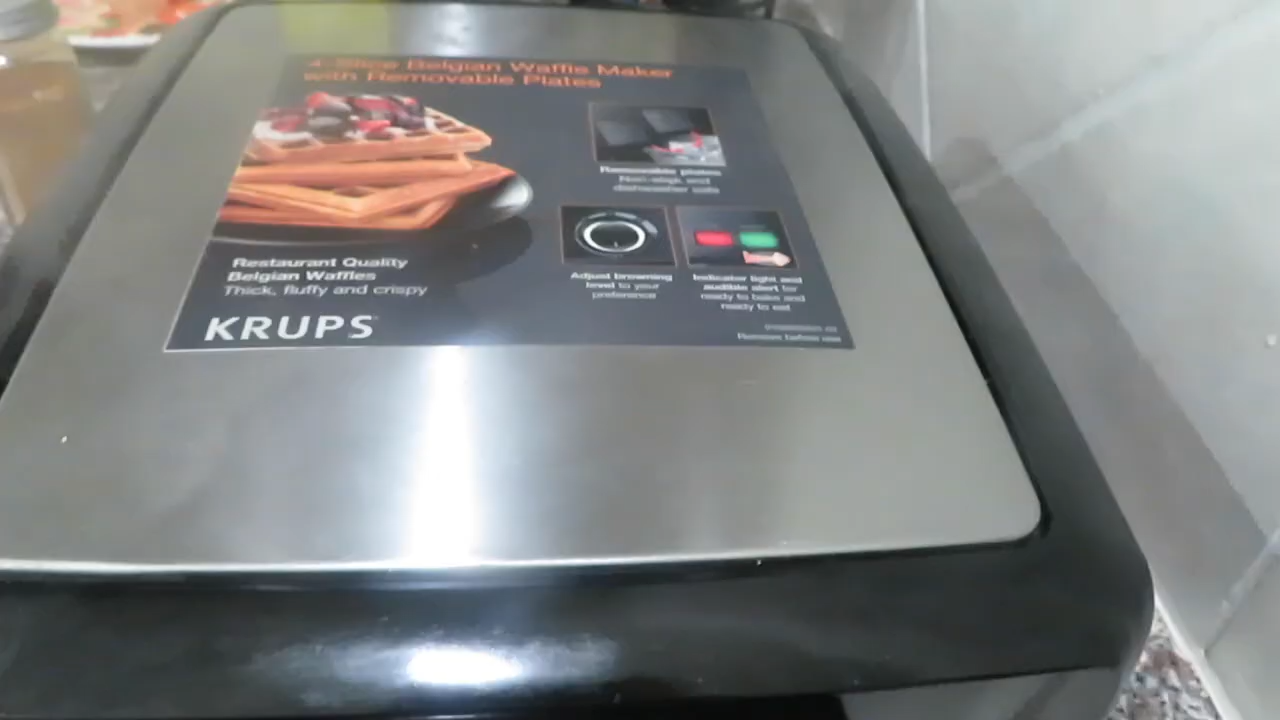 4-Slice Belgian Waffle Maker
with Removable Plates
Removable plates
Non-stick and
dishwasher safe
Restaurant Quality
Belgian Waffles
Thick, fluffy and crispy
KRUPS
Adjust browning
level to your
preference
Indicator light and
audible alert for
ready to bake and
ready to eat
Remove before use